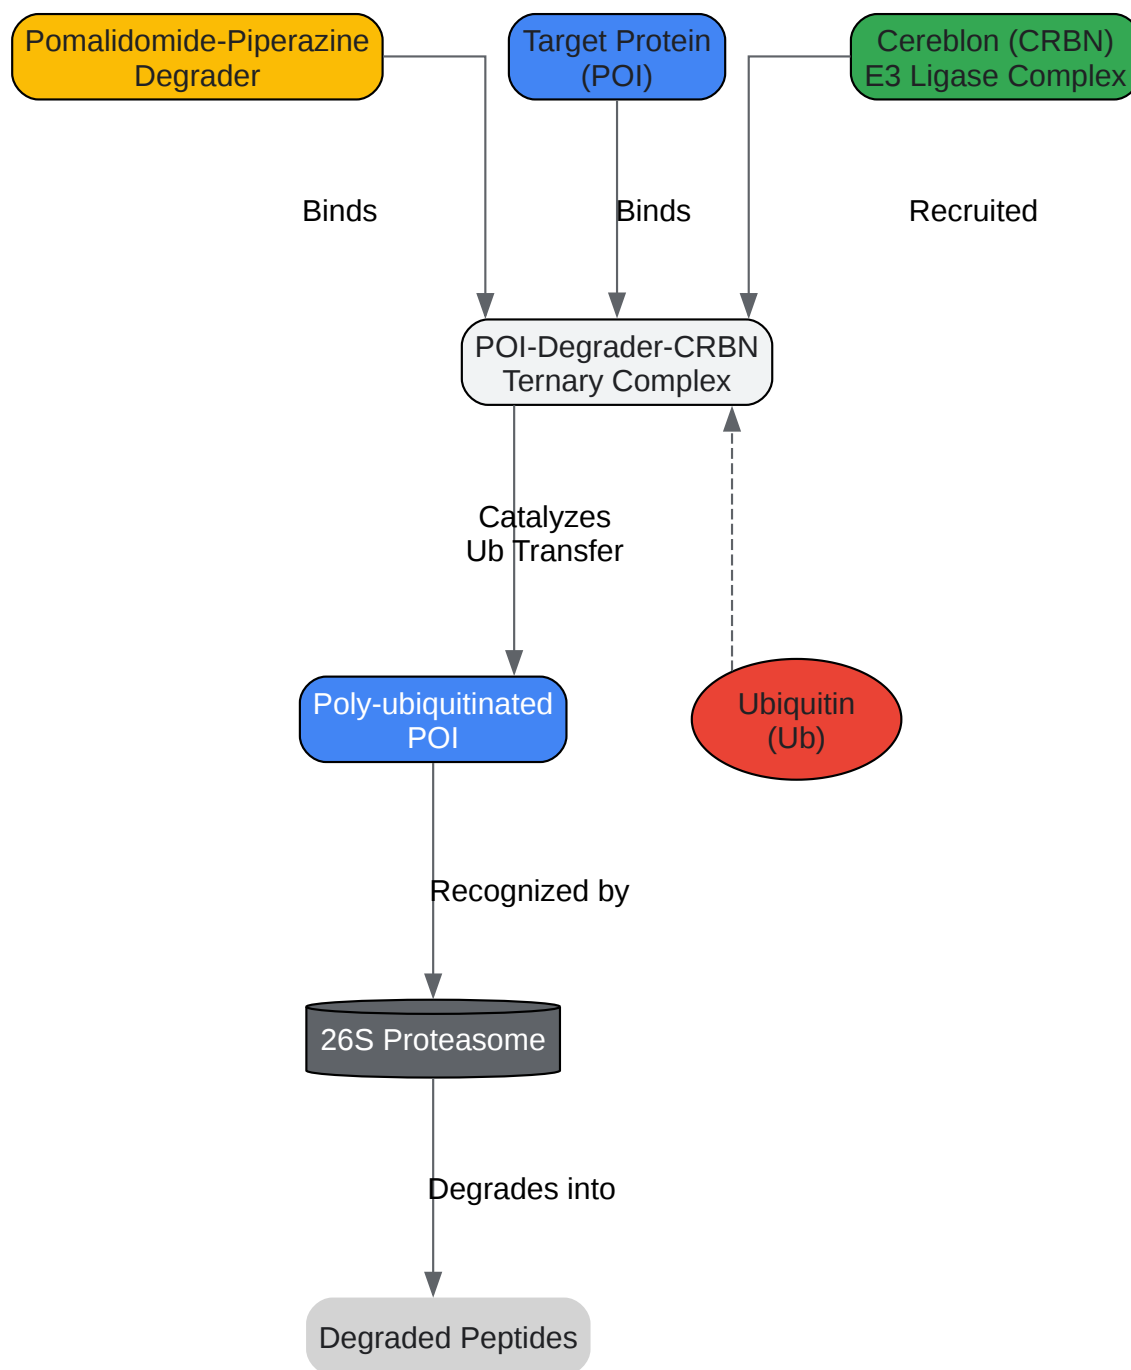 Pomalidomide-Piperazine
Degrader
Target Protein
(POI)
Cereblon (CRBN)
E3 Ligase Complex
Binds
Binds
Recruited
POI-Degrader-CRBN
Ternary Complex
Catalyzes
Ub Transfer
Poly-ubiquitinated
POI
Ubiquitin
(Ub)
Recognized by
26S Proteasome
Degrades into
Degraded Peptides